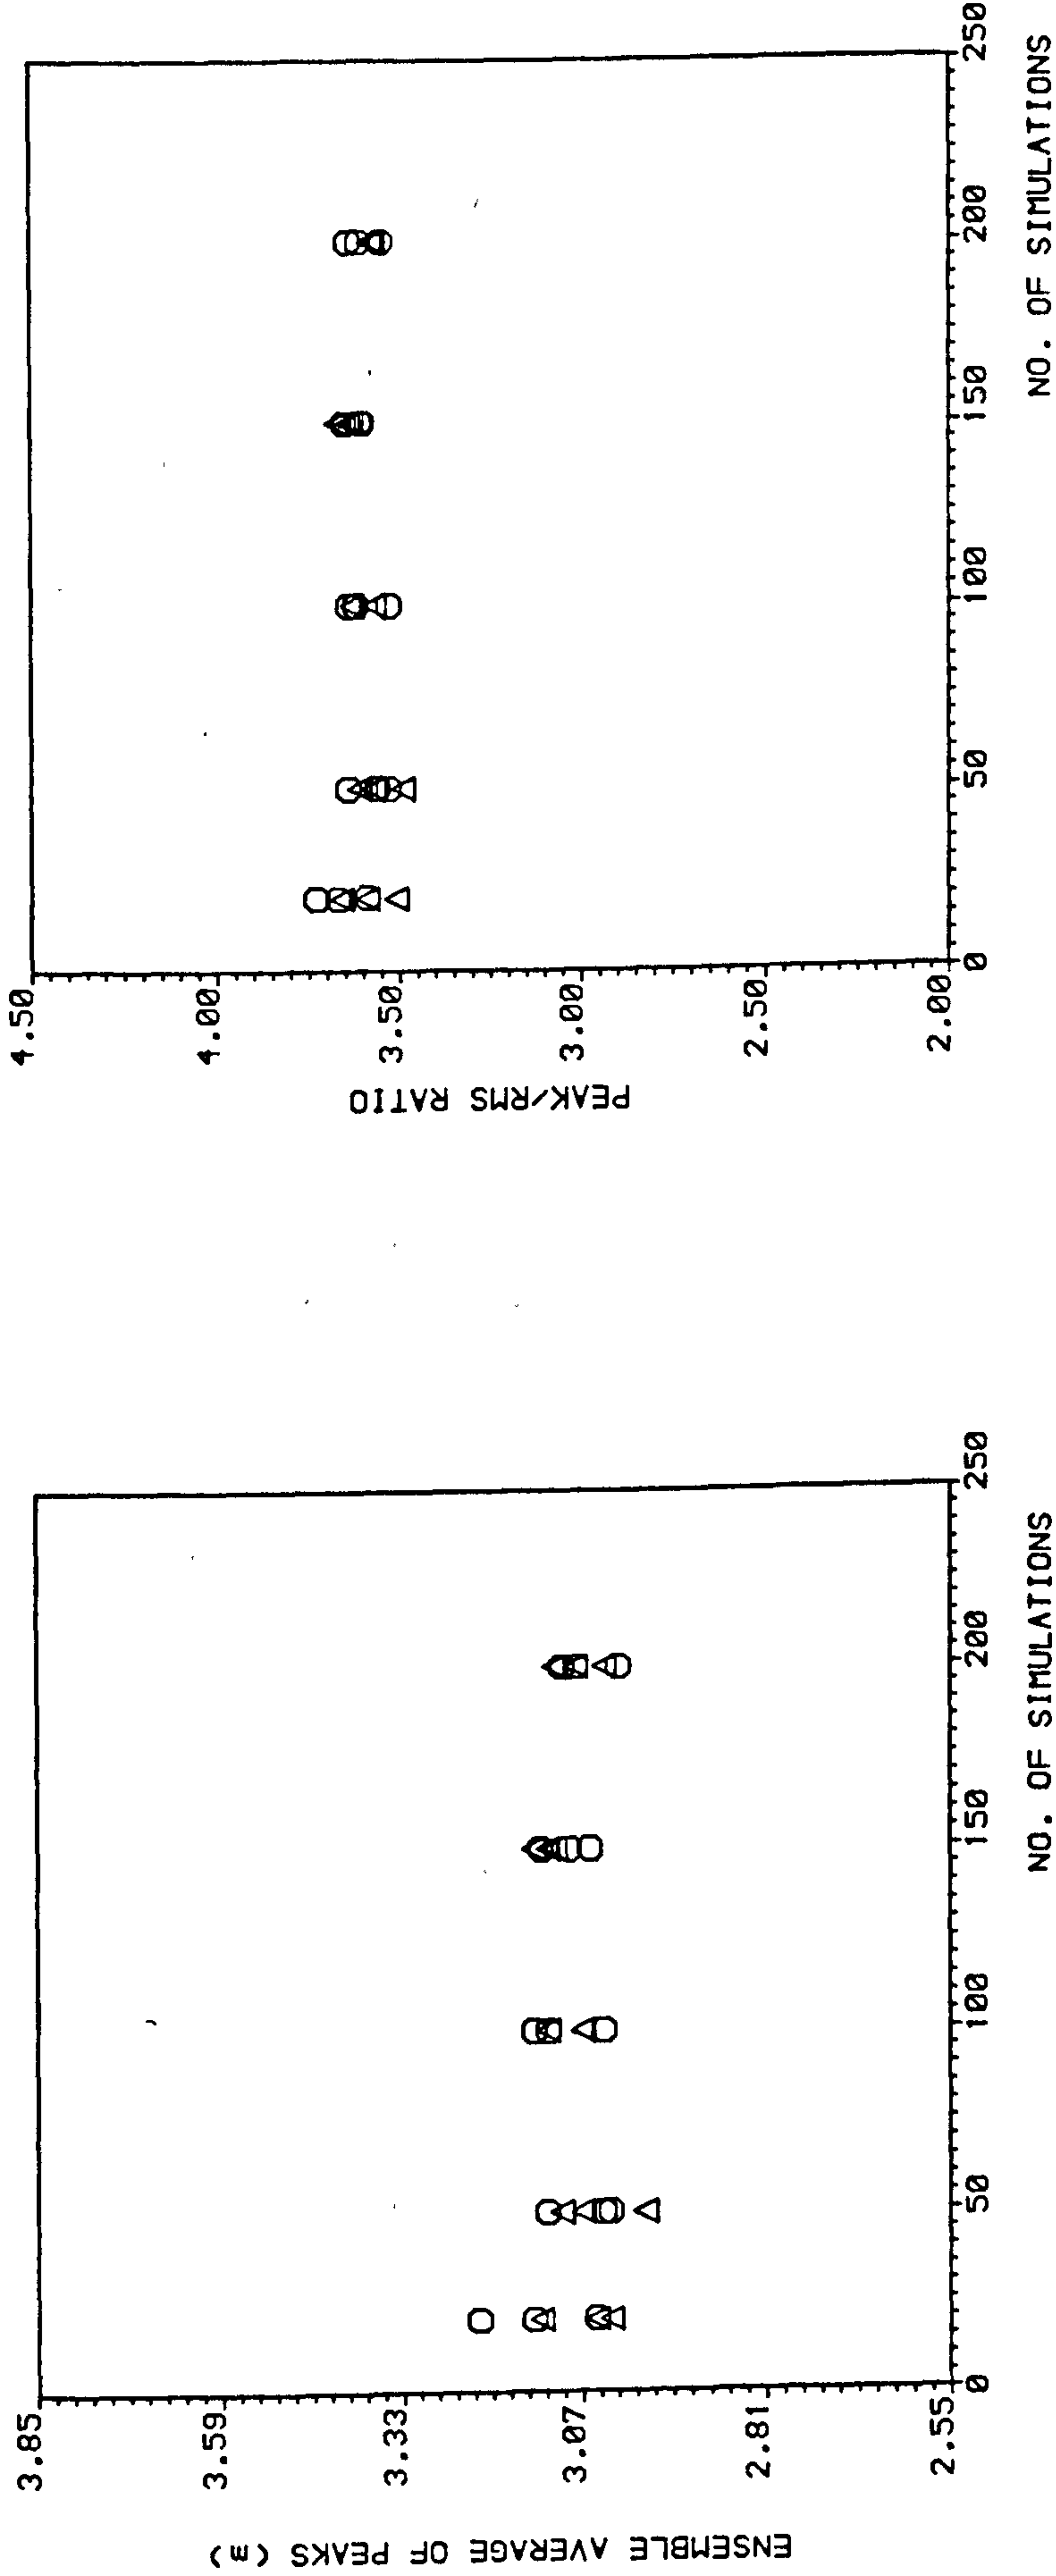 4.50
4.00
3.50
3.00
2.50
2.00
PEAK/RMS RATIO
0 50 100 150 200 250
NO. OF SIMULATIONS
3.85
3.59
3.33
3.07
2.81
2.55
ENSEMBLE AVERAGE OF PEAKS (m)
0 50 100 150 200 250
NO. OF SIMULATIONS